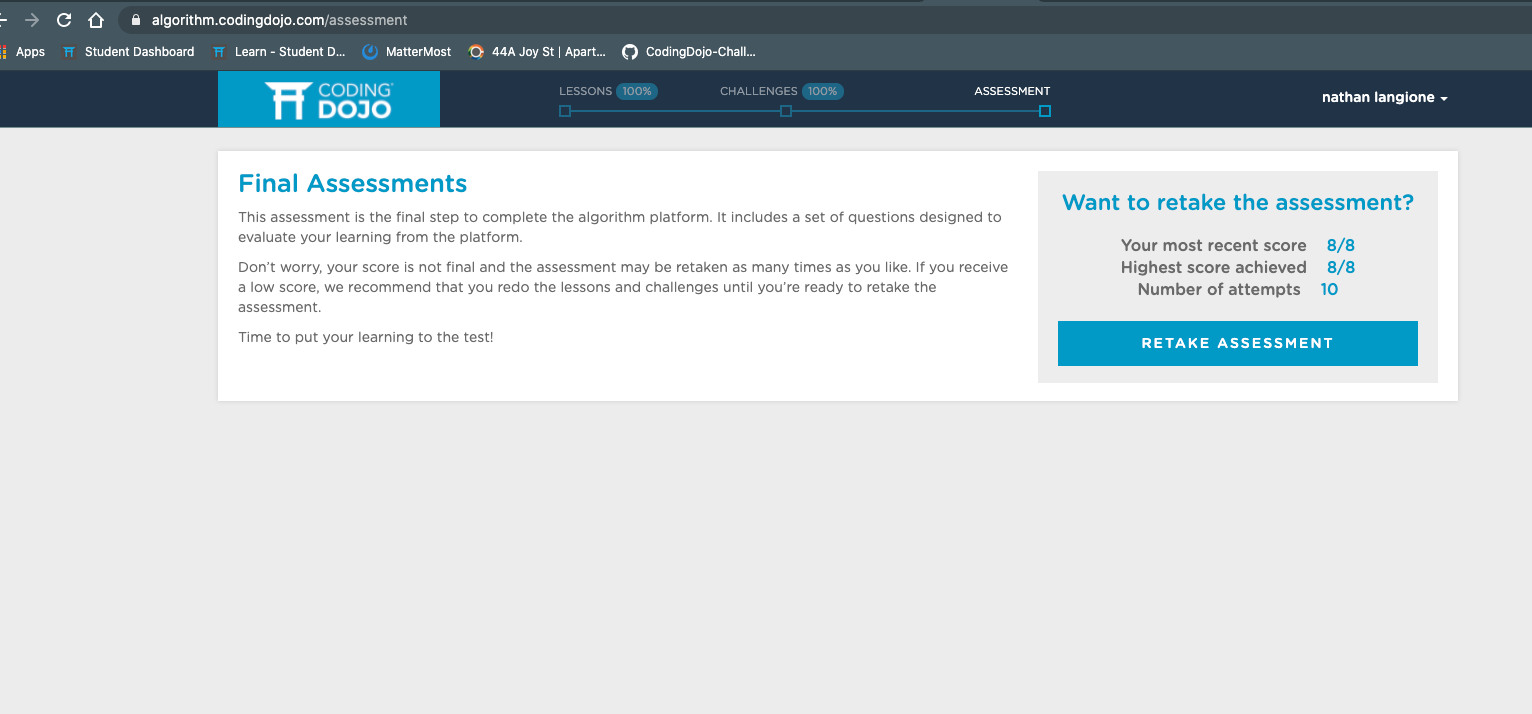 algorithm.codingdojo.com/assessment
Apps Student Dashboard Learn - Student D... MatterMost 44A Joy St | Apart... CodingDojo-Chall...
CODING DOJO
LESSONS 100% CHALLENGES 100% ASSESSMENT
nathan langione
Final Assessments
This assessment is the final step to complete the algorithm platform. It includes a set of questions designed to
evaluate your learning from the platform.
Don’t worry, your score is not final and the assessment may be retaken as many times as you like. If you receive
a low score, we recommend that you redo the lessons and challenges until you’re ready to retake the
assessment.
Time to put your learning to the test!
Want to retake the assessment?
Your most recent score 8/8
Highest score achieved 8/8
Number of attempts 10
RETAKE ASSESSMENT